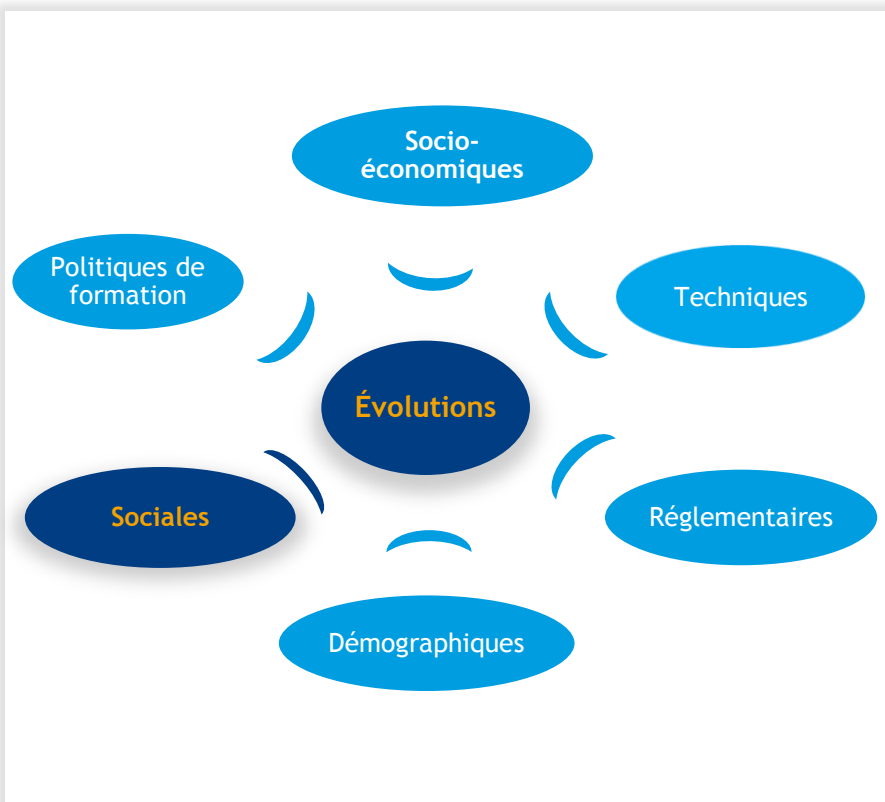 Socio-
économiques
Politiques de
formation
Techniques
Évolutions
Sociales
Réglementaires
Démographiques